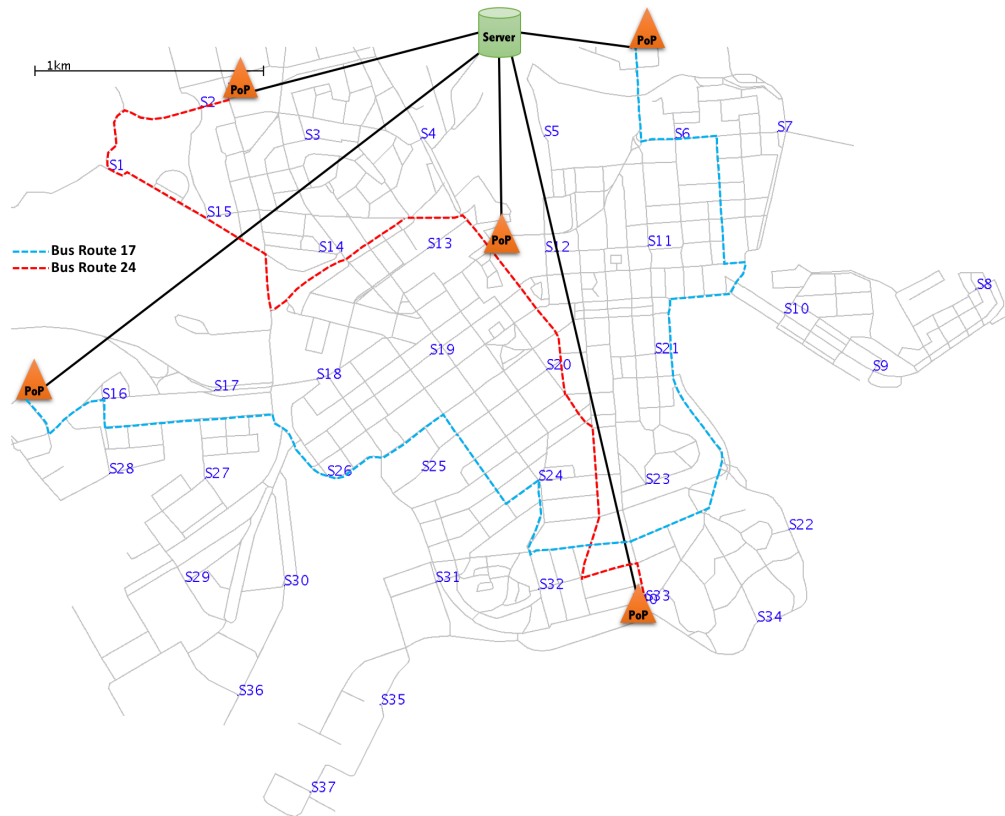 Server
PoP
1km
PoP
S2
S3
S4
S5
S6
S7
S1
S15
S14
S13
PoP
S12
S11
Bus Route 17
Bus Route 24
S8
S10
S9
S16
S17
S18
S19
S20
S21
PoP
S28
S27
S26
S25
S24
S23
S22
S29
S30
S31
S32
S33
PoP
S34
S36
S35
S37